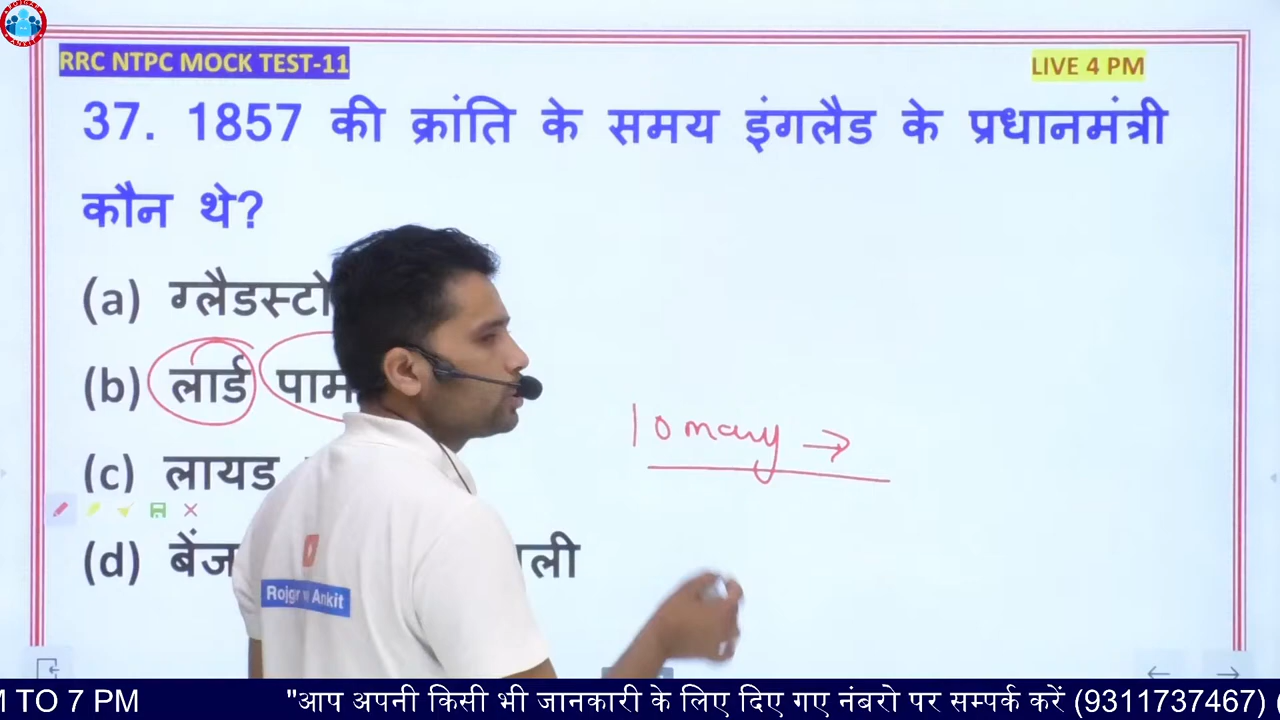 RRC NTPC MOCK TEST-11
LIVE 4 PM
37. 1857 की क्रांति के समय इंगलैड के प्रधानमंत्री
कौन थे?
(a) ग्लैडस्टो
(b) लार्ड पाम
(c) लायड
(d) बेंज ली
10 may →
Rojgar Ankit
M TO 7 PM "आप अपनी किसी भी जानकारी के लिए दिए गए नंबरो पर सम्पर्क करें (9311737467) (